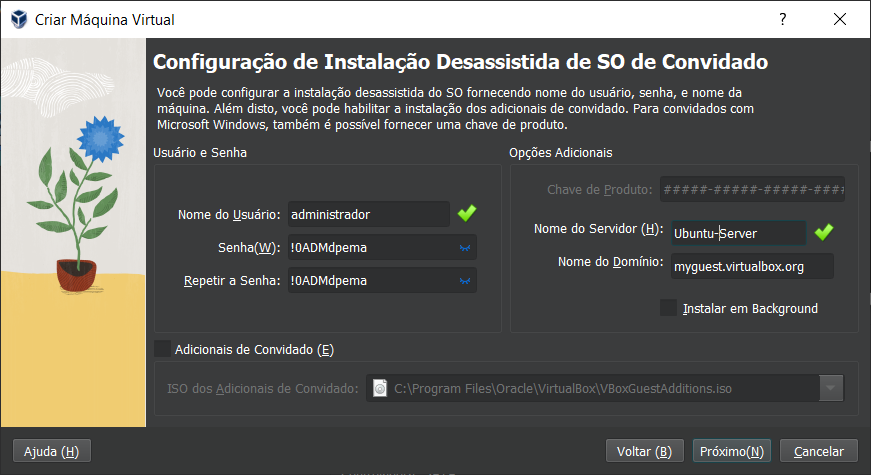 Criar Máquina Virtual
?
Configuração de Instalação Desassistida de SO de Convidado
Você pode configurar a instalação desassistida do SO fornecendo nome do usuário, senha, e nome da
máquina. Além disto, você pode habilitar a instalação dos adicionais de convidado. Para convidados com
Microsoft Windows, também é possível fornecer uma chave de produto.
Usuário e Senha
Nome do Usuário: administrador
Senha(W): !0ADMdpema
Repetir a Senha: !0ADMdpema
Opções Adicionais
Chave de Produto: #####-#####-#####-####
Nome do Servidor (H): Ubuntu-Server
Nome do Domínio: myguest.virtualbox.org
Instalar em Background
Adicionais de Convidado (E)
ISO dos Adicionais de Convidado: C:\Program Files\Oracle\VirtualBox\VBoxGuestAdditions.iso
Ajuda (H)
Voltar (B)
Próximo(N)
Cancelar